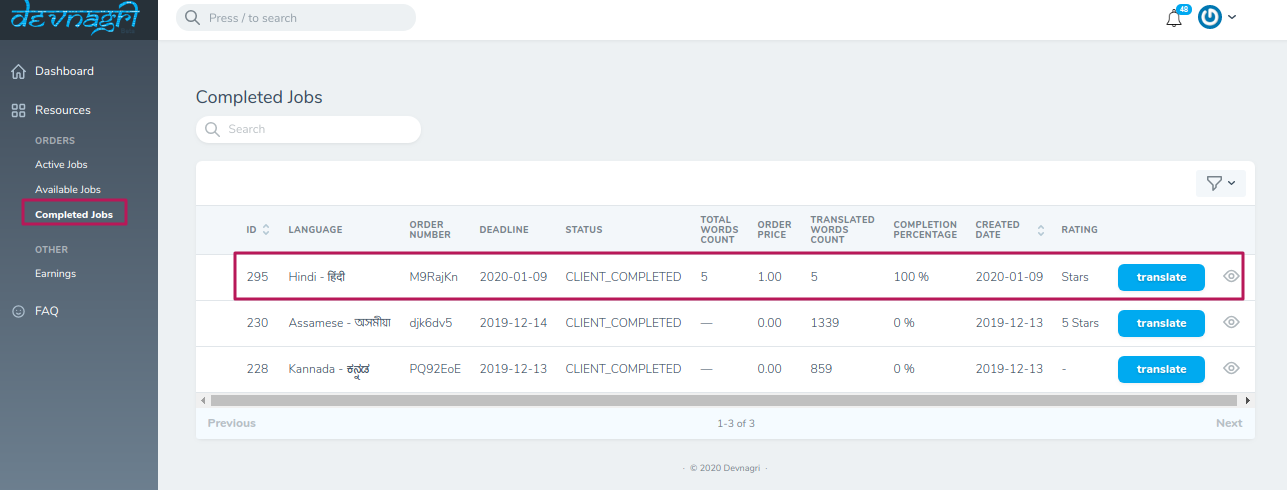 devnagri
Press / to search
48
Dashboard
Resources
ORDERS
Active Jobs
Available Jobs
Completed Jobs
OTHER
Earnings
FAQ
Completed Jobs
Search
ID LANGUAGE ORDER NUMBER DEADLINE STATUS TOTAL WORDS COUNT ORDER PRICE TRANSLATED WORDS COUNT COMPLETION PERCENTAGE CREATED DATE RATING
295 Hindi - हिंदी M9RajKn 2020-01-09 CLIENT_COMPLETED 5 1.00 5 100 % 2020-01-09 Stars translate
230 Assamese - অসমীয়া djk6dv5 2019-12-14 CLIENT_COMPLETED — 0.00 1339 0 % 2019-12-13 5 Stars translate
228 Kannada - ಕನ್ನಡ PQ92EoE 2019-12-13 CLIENT_COMPLETED — 0.00 859 0 % 2019-12-13 - translate
Previous 1-3 of 3 Next
· © 2020 Devnagri ·